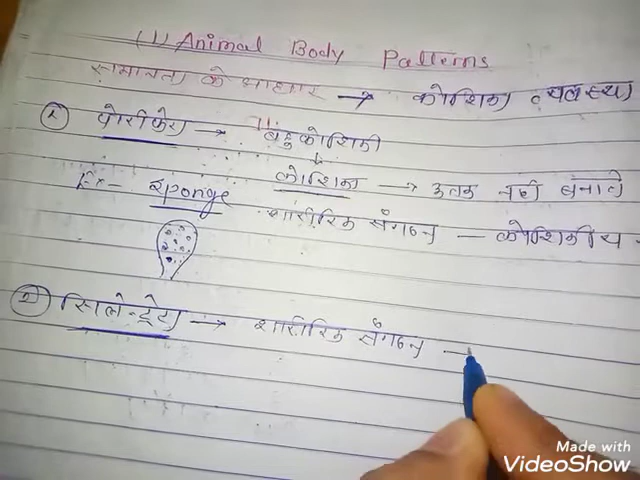 (1) Animal Body Patterns
समानता के आधार → कोशिका व्यवस्था
① पोरीफेरा → बहुकोशिकी
↓
कोशिका → उतक नहीं बनाते
Ex - Sponge
शारीरिक संगठन — कोशिकीय -
② सिलेन्ट्रेटा → शारीरिक संगठन —
Made with
VideoShow